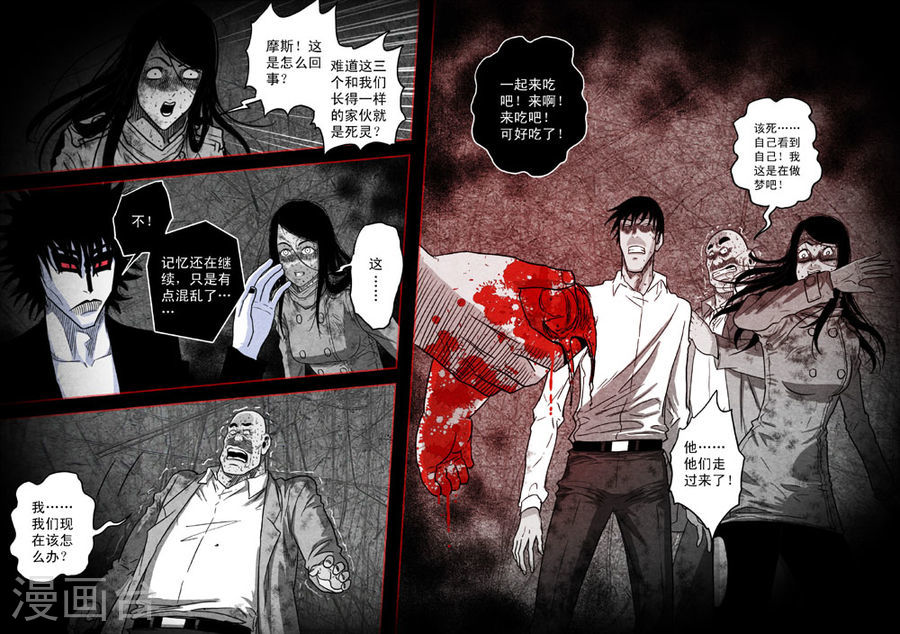 摩斯！这
是怎么回
事？
难道这三
个和我们
长得一样
的家伙就
是死灵？
不！
记忆还在继
续，只是有
点混乱了…
…
这
……
我……
我们现
在该怎
么办？
一起来吃
吧！来啊！
来吃吧！
可好吃了！
该死……
自己看到
自己！我
这是在做
梦吧！
他……
他们走
过来了！
漫画台